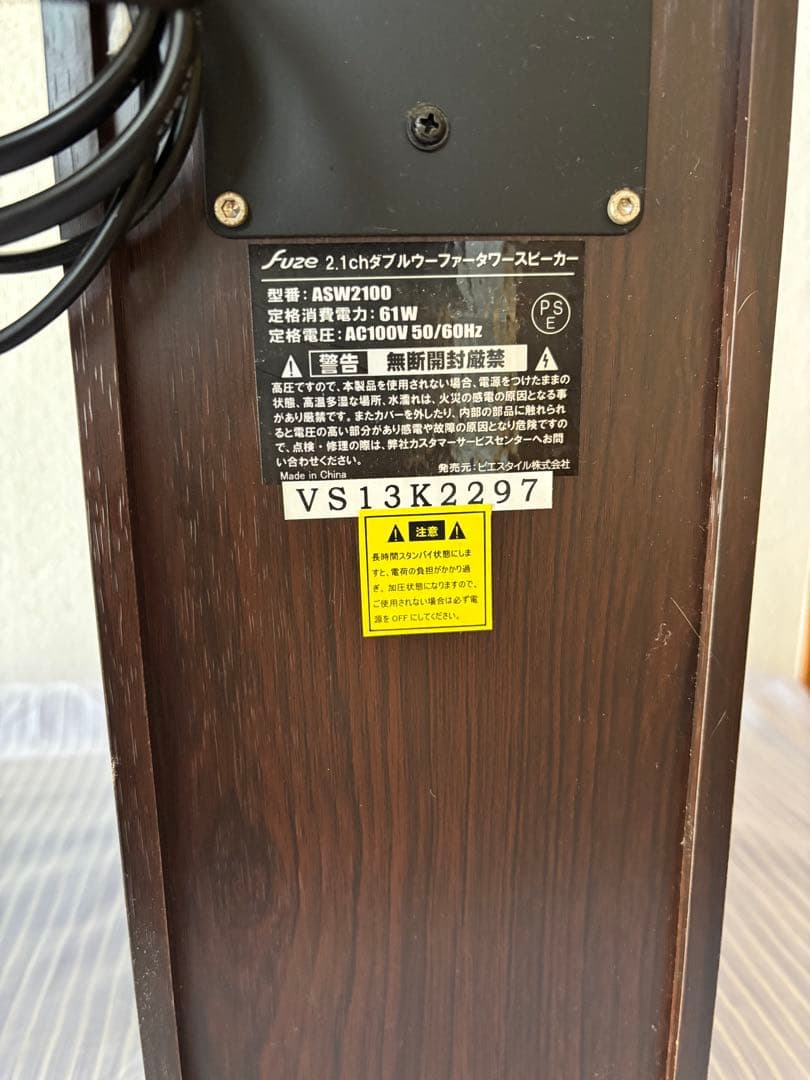 fuze 2.1chダブルウーファータワースピーカー
型番：ASW2100
定格消費電力：61W
定格電圧：AC100V 50/60Hz
PS
E
警告 無断開封厳禁
高圧ですので、本製品を使用されない場合、電源をつけたままの
状態、高温多湿な場所、水濡れは、火災の感電の原因となる事
があり厳禁です。またカバーを外したり、内部の部品に触れられ
ると電圧の高い部分があり感電や故障の原因となり危険ですの
で、点検・修理の際は、弊社カスタマーサービスセンターへお問
い合わせください。
発売元：ピエスタイル株式会社
Made in China
VS13K2297
注意
長時間スタンバイ状態にしま
すと、電荷の負担がかかり過
ぎ、加圧状態になりますので、
ご使用されない場合は必ず電
源をOFFにしてください。